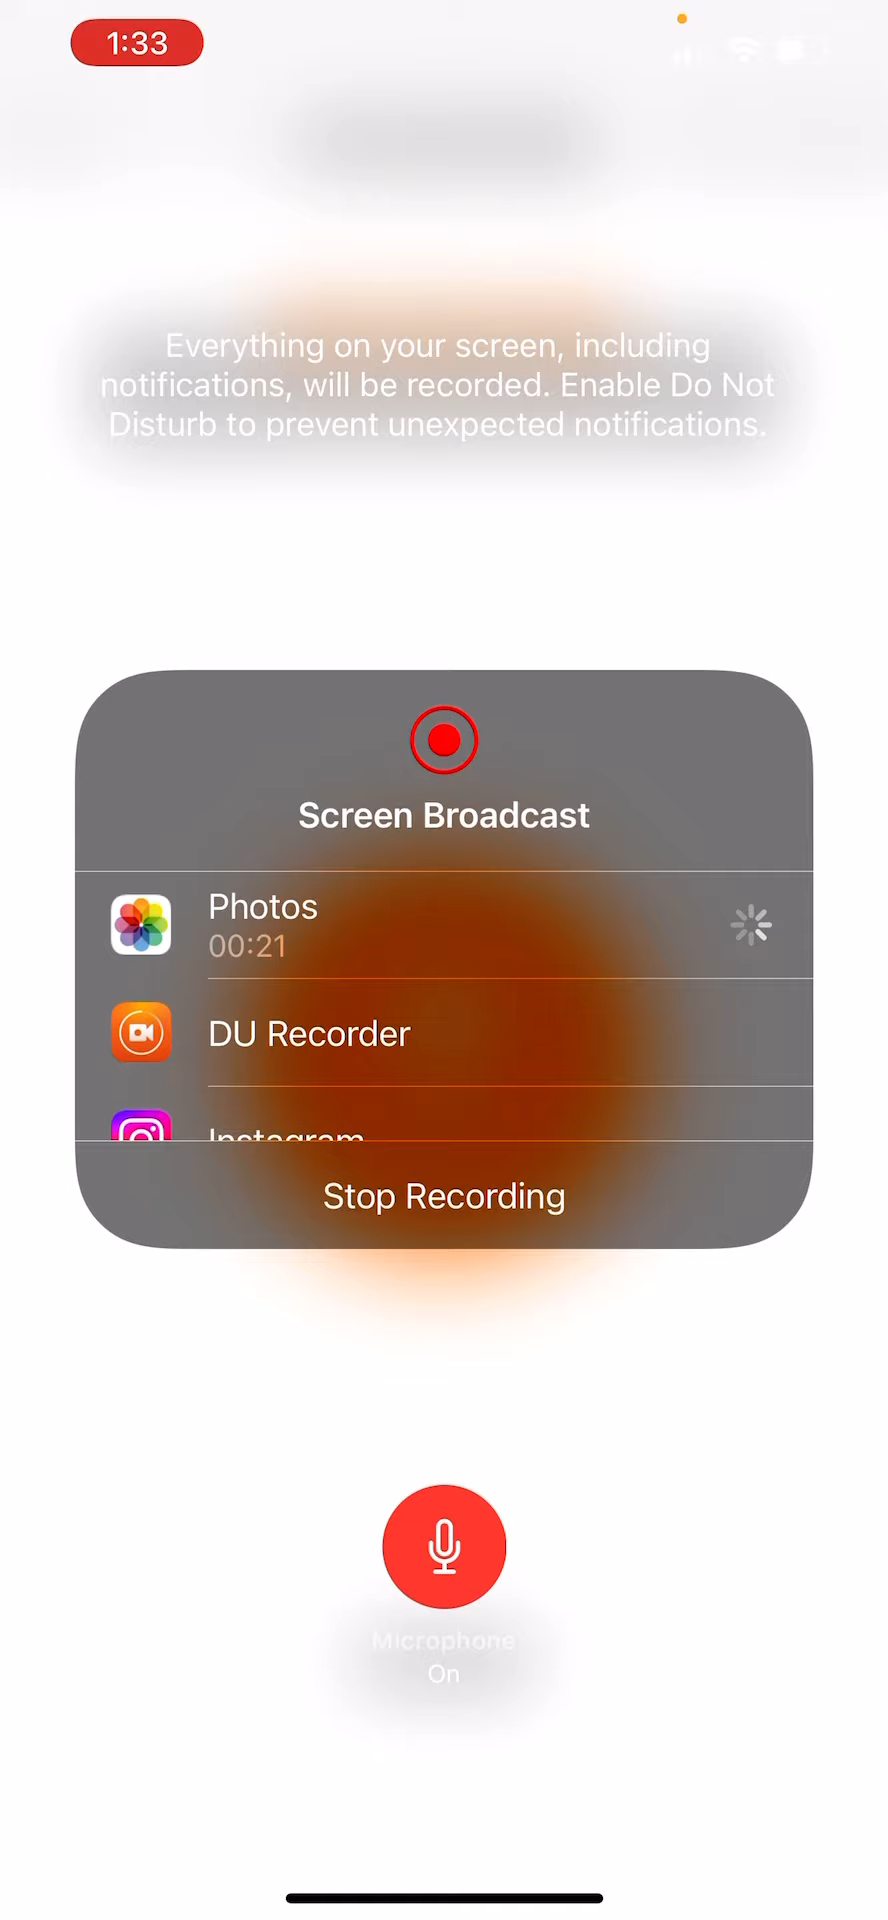 1:33
Everything on your screen, including
notifications, will be recorded. Enable Do Not
Disturb to prevent unexpected notifications.
Screen Broadcast
Photos
00:21
DU Recorder
Instagram
Stop Recording
Microphone
On